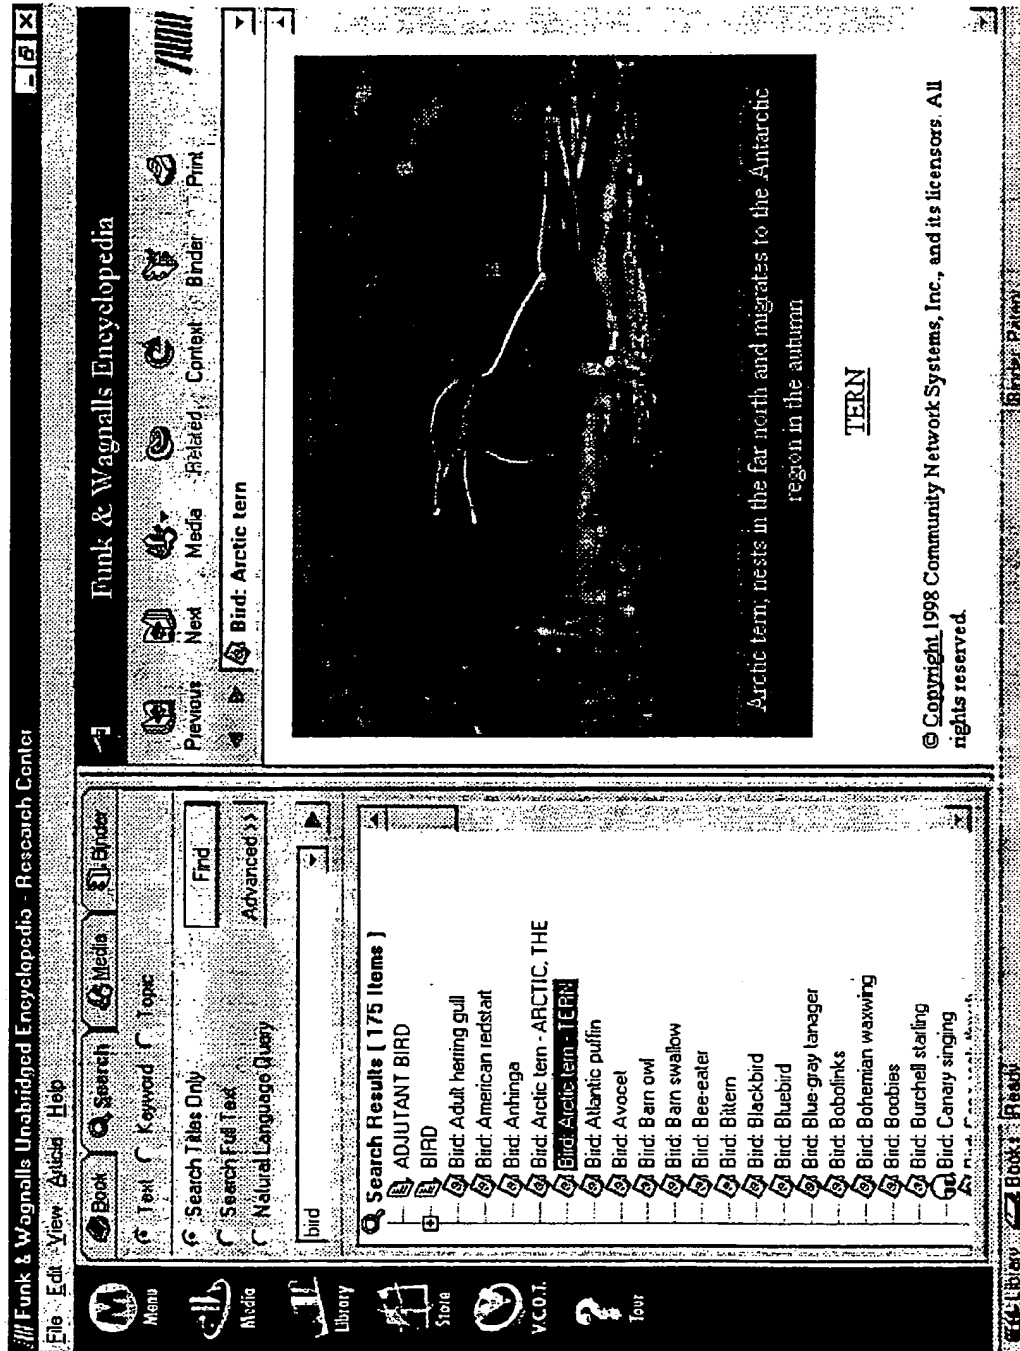 Funk & Wagnalls Unabridged Encyclopedia - Research Center
File Edit View Article Help
Menu
Media
Library
Store
V.C.O.T.
Tour
Book Search Media Binder
Text Keyword Topic
Search Titles Only
Search Full Text
Natural Language Query
Find
Advanced >>
bird
Search Results [ 175 Items ]
ADJUTANT BIRD
BIRD
Bird: Adult herring gull
Bird: American redstart
Bird: Anhinga
Bird: Arctic tern - ARCTIC, THE
Bird: Arctic tern - TERN
Bird: Atlantic puffin
Bird: Avocet
Bird: Barn owl
Bird: Barn swallow
Bird: Bee-eater
Bird: Bittern
Bird: Blackbird
Bird: Bluebird
Bird: Blue-gray tanager
Bird: Bobolinks
Bird: Bohemian waxwing
Bird: Boobies
Bird: Burchell starling
Bird: Canary singing
Funk & Wagnalls Encyclopedia
Previous Next Media Related Context Binder Print
Bird: Arctic tern
Arctic tern; nests in the far north and migrates to the Antarctic
region in the autumn
TERN
© Copyright 1998 Community Network Systems, Inc., and its licensors. All
rights reserved.
Library Books: Ready Binder: Patent